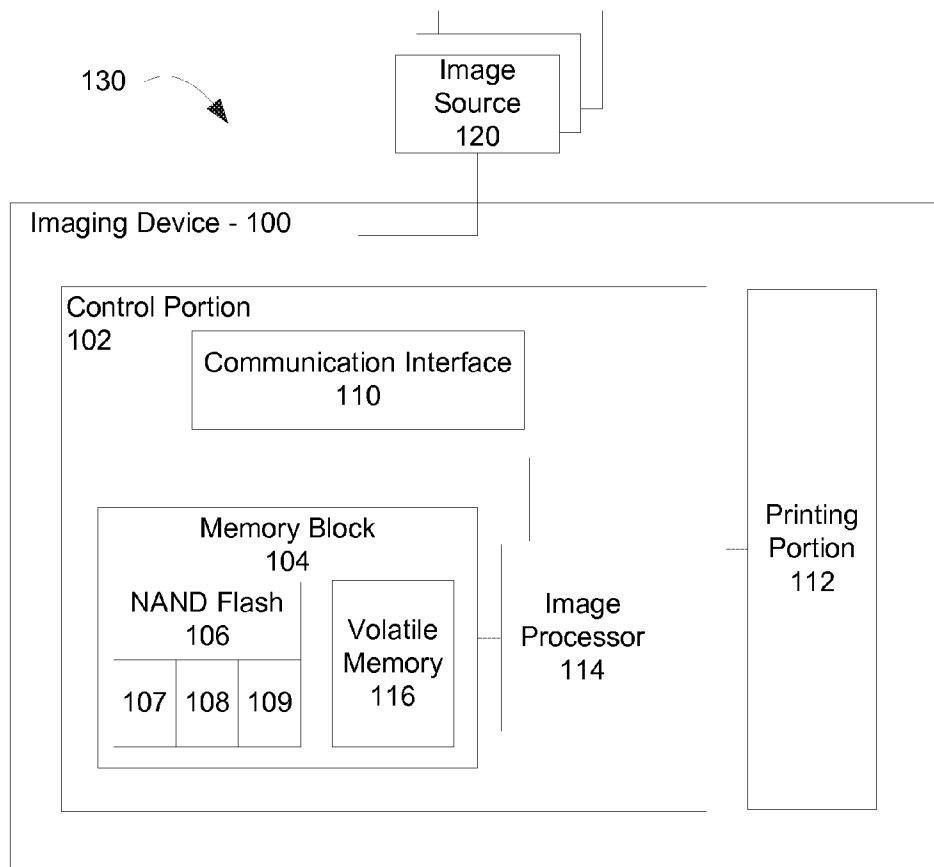 130
Image
Source
120
Imaging Device - 100
Control Portion
102
Communication Interface
110
Memory Block
104
NAND Flash
106
107 108 109
Volatile
Memory
116
Image
Processor
114
Printing
Portion
112